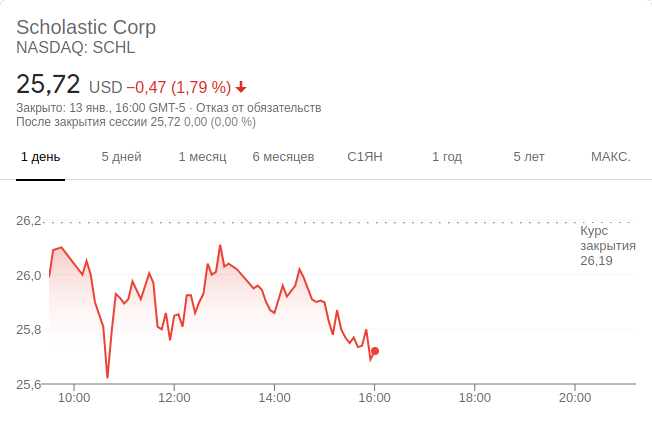 Scholastic Corp
NASDAQ: SCHL
25,72 USD −0,47 (1,79 %)
Закрыто: 13 янв., 16:00 GMT-5 · Отказ от обязательств
После закрытия сессии 25,72 0,00 (0,00 %)
1 день 5 дней 1 месяц 6 месяцев С1ЯН 1 год 5 лет МАКС.
26,2
Курс
закрытия
26,19
26,0
25,8
25,6
10:00 12:00 14:00 16:00 18:00 20:00